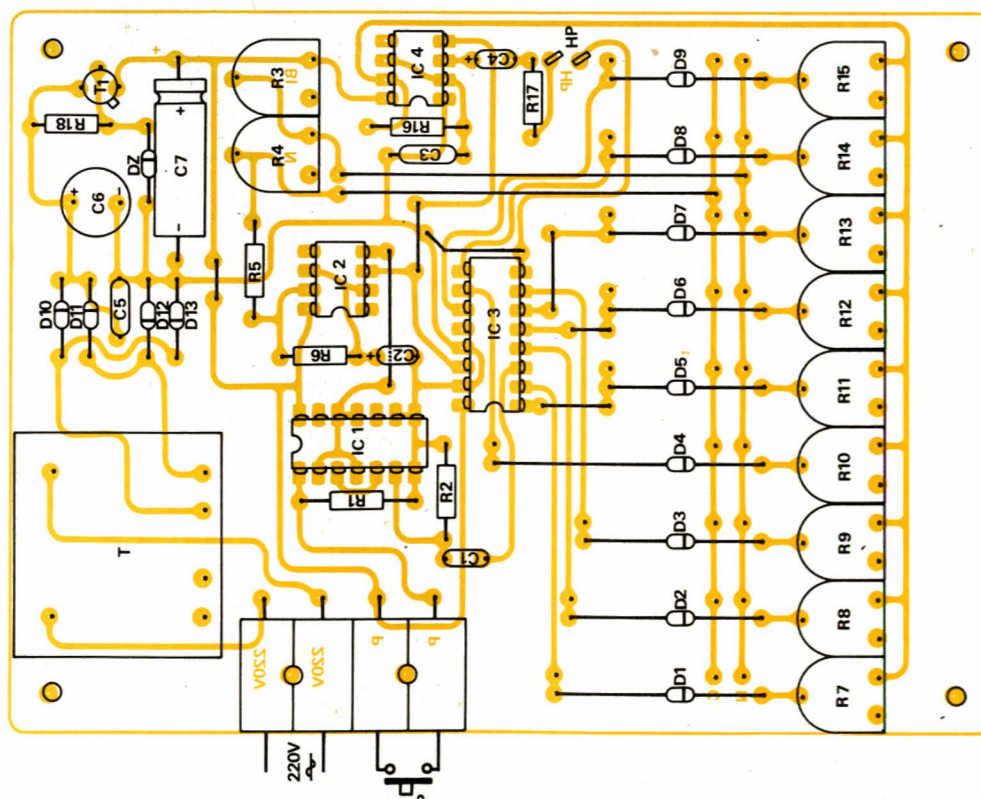 HP
D9
R15
IC 4
C4
+
R3
BI
T1
+
R17
HP
R16
R18
D8
R14
R4
N
C3
DZ
C7
+
C6
+
-
-
D7
R13
R5
IC 2
D6
R12
IC 3
D10
D11
C5
D12
D13
R6
+
C2
D5
R11
IC 1
D4
R10
R2
R1
D3
R9
T
C1
D2
R8
220V
220V
P
P
D1
R7
220V